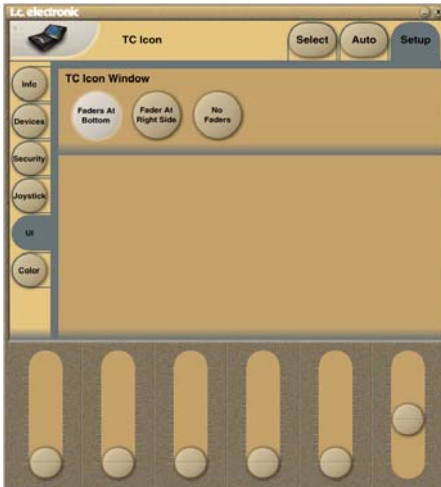 t.c. electronic
TC Icon
Select
Auto
Setup
Info
Devices
Security
Joystick
UI
Color
TC Icon Window
Faders At
Bottom
Fader At
Right Side
No
Faders